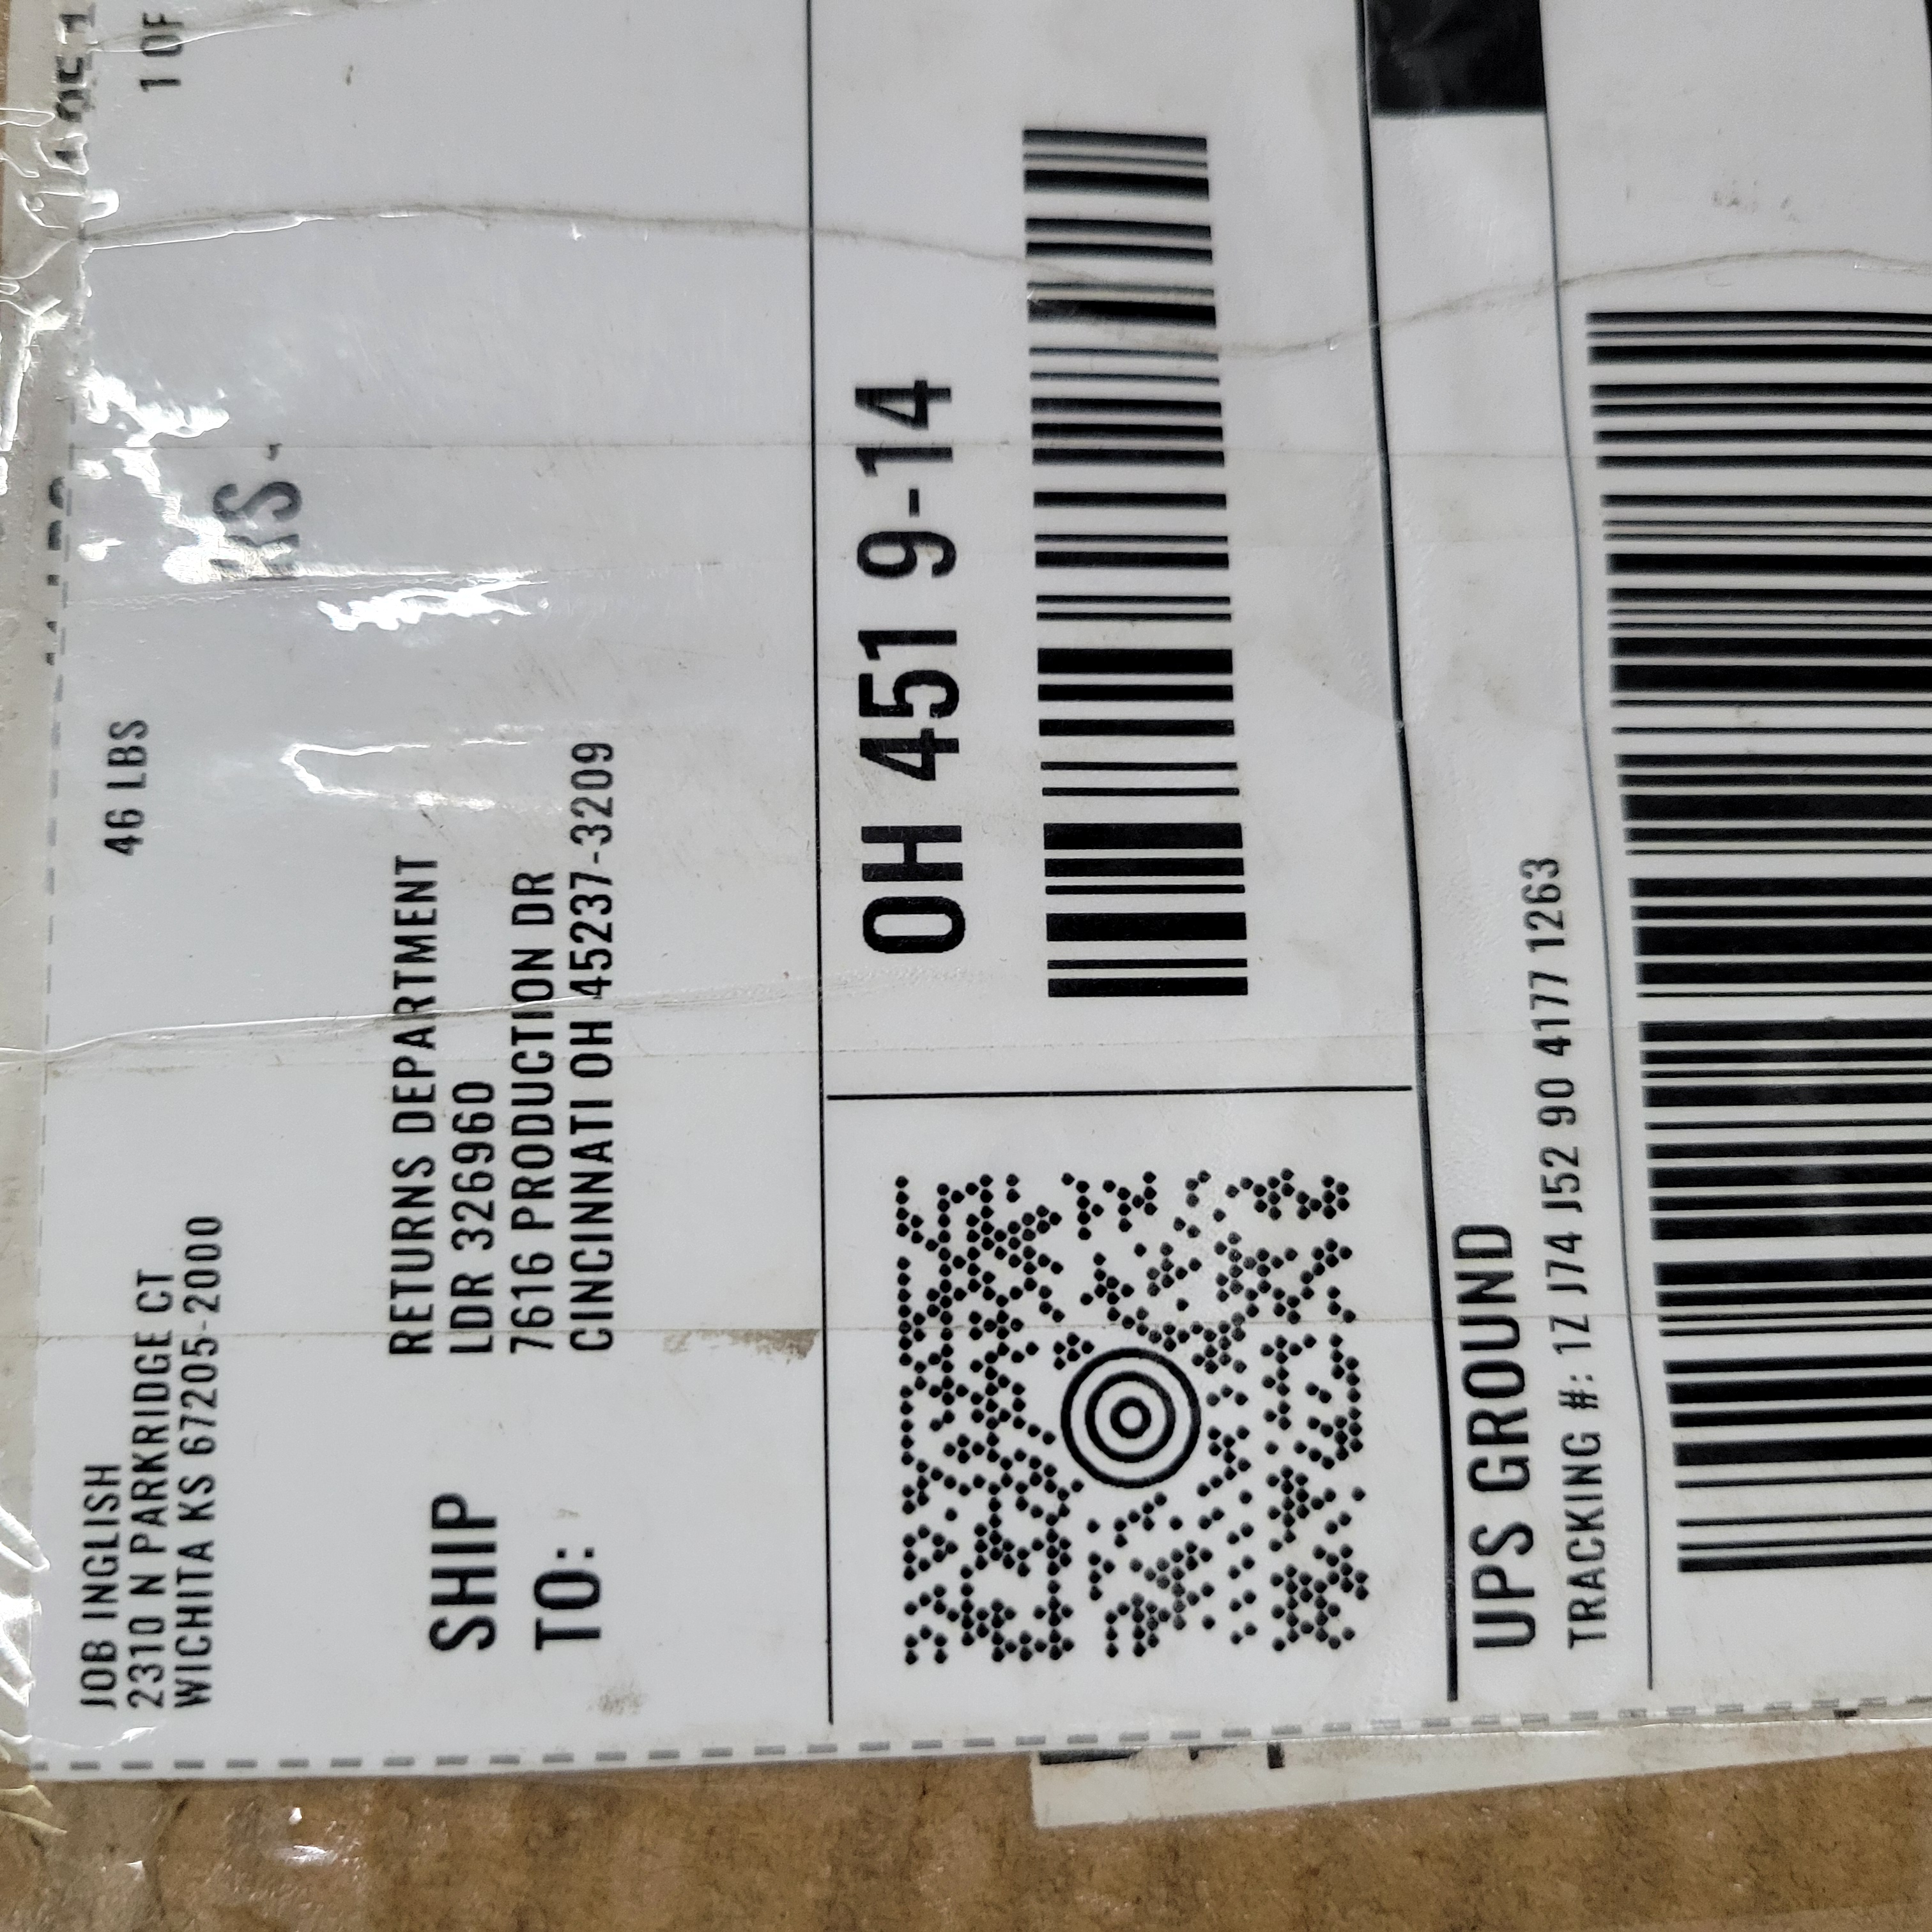 JOB INGLISH
2310 N PARKRIDGE CT
WICHITA KS 67205-2000
46 LBS
1 OF
RS
SHIP
TO:
RETURNS DEPARTMENT
LDR 326960
7616 PRODUCTION DR
CINCINNATI OH 45237-3209
OH 451 9-14
UPS GROUND
TRACKING #: 1Z J74 J52 90 4177 1263